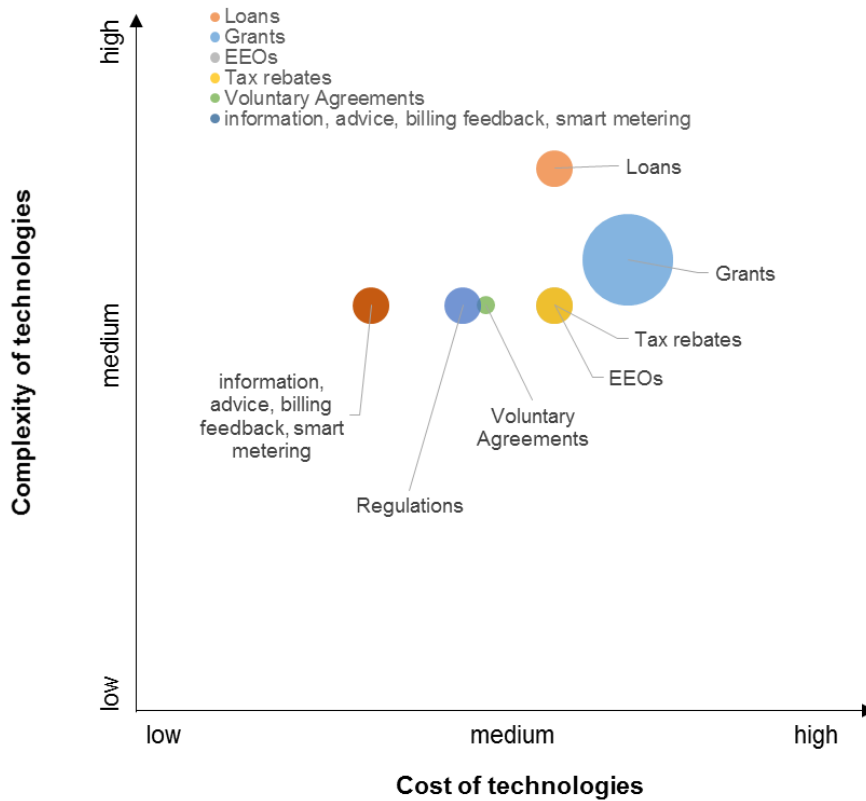 high
Loans
Grants
EEOs
Tax rebates
Voluntary Agreements
information, advice, billing feedback, smart metering
Complexity of technologies
Loans
Grants
medium
Tax rebates
EEOs
information,
advice, billing
feedback, smart
metering
Voluntary
Agreements
Regulations
low
low
medium
high
Cost of technologies